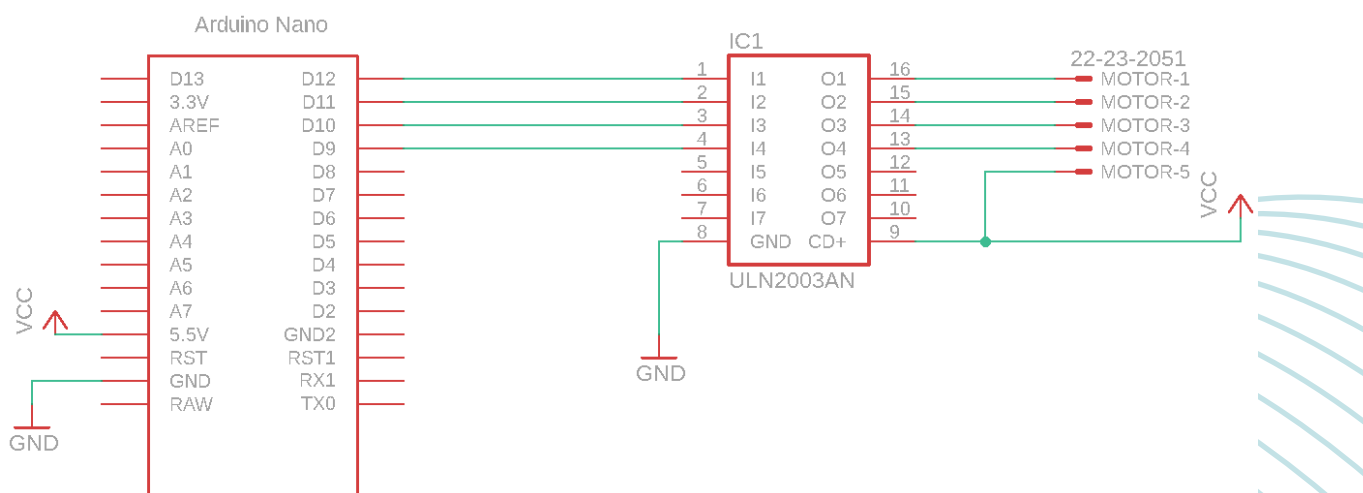 Arduino Nano
D13 D12
3.3V D11
AREF D10
A0 D9
A1 D8
A2 D7
A3 D6
A4 D5
A5 D4
A6 D3
A7 D2
5.5V GND2
RST RST1
GND RX1
RAW TX0
VCC
GND
IC1
1 I1 O1 16
2 I2 O2 15
3 I3 O3 14
4 I4 O4 13
5 I5 O5 12
6 I6 O6 11
7 I7 O7 10
8 GND CD+ 9
ULN2003AN
GND
22-23-2051
MOTOR-1
MOTOR-2
MOTOR-3
MOTOR-4
MOTOR-5
VCC